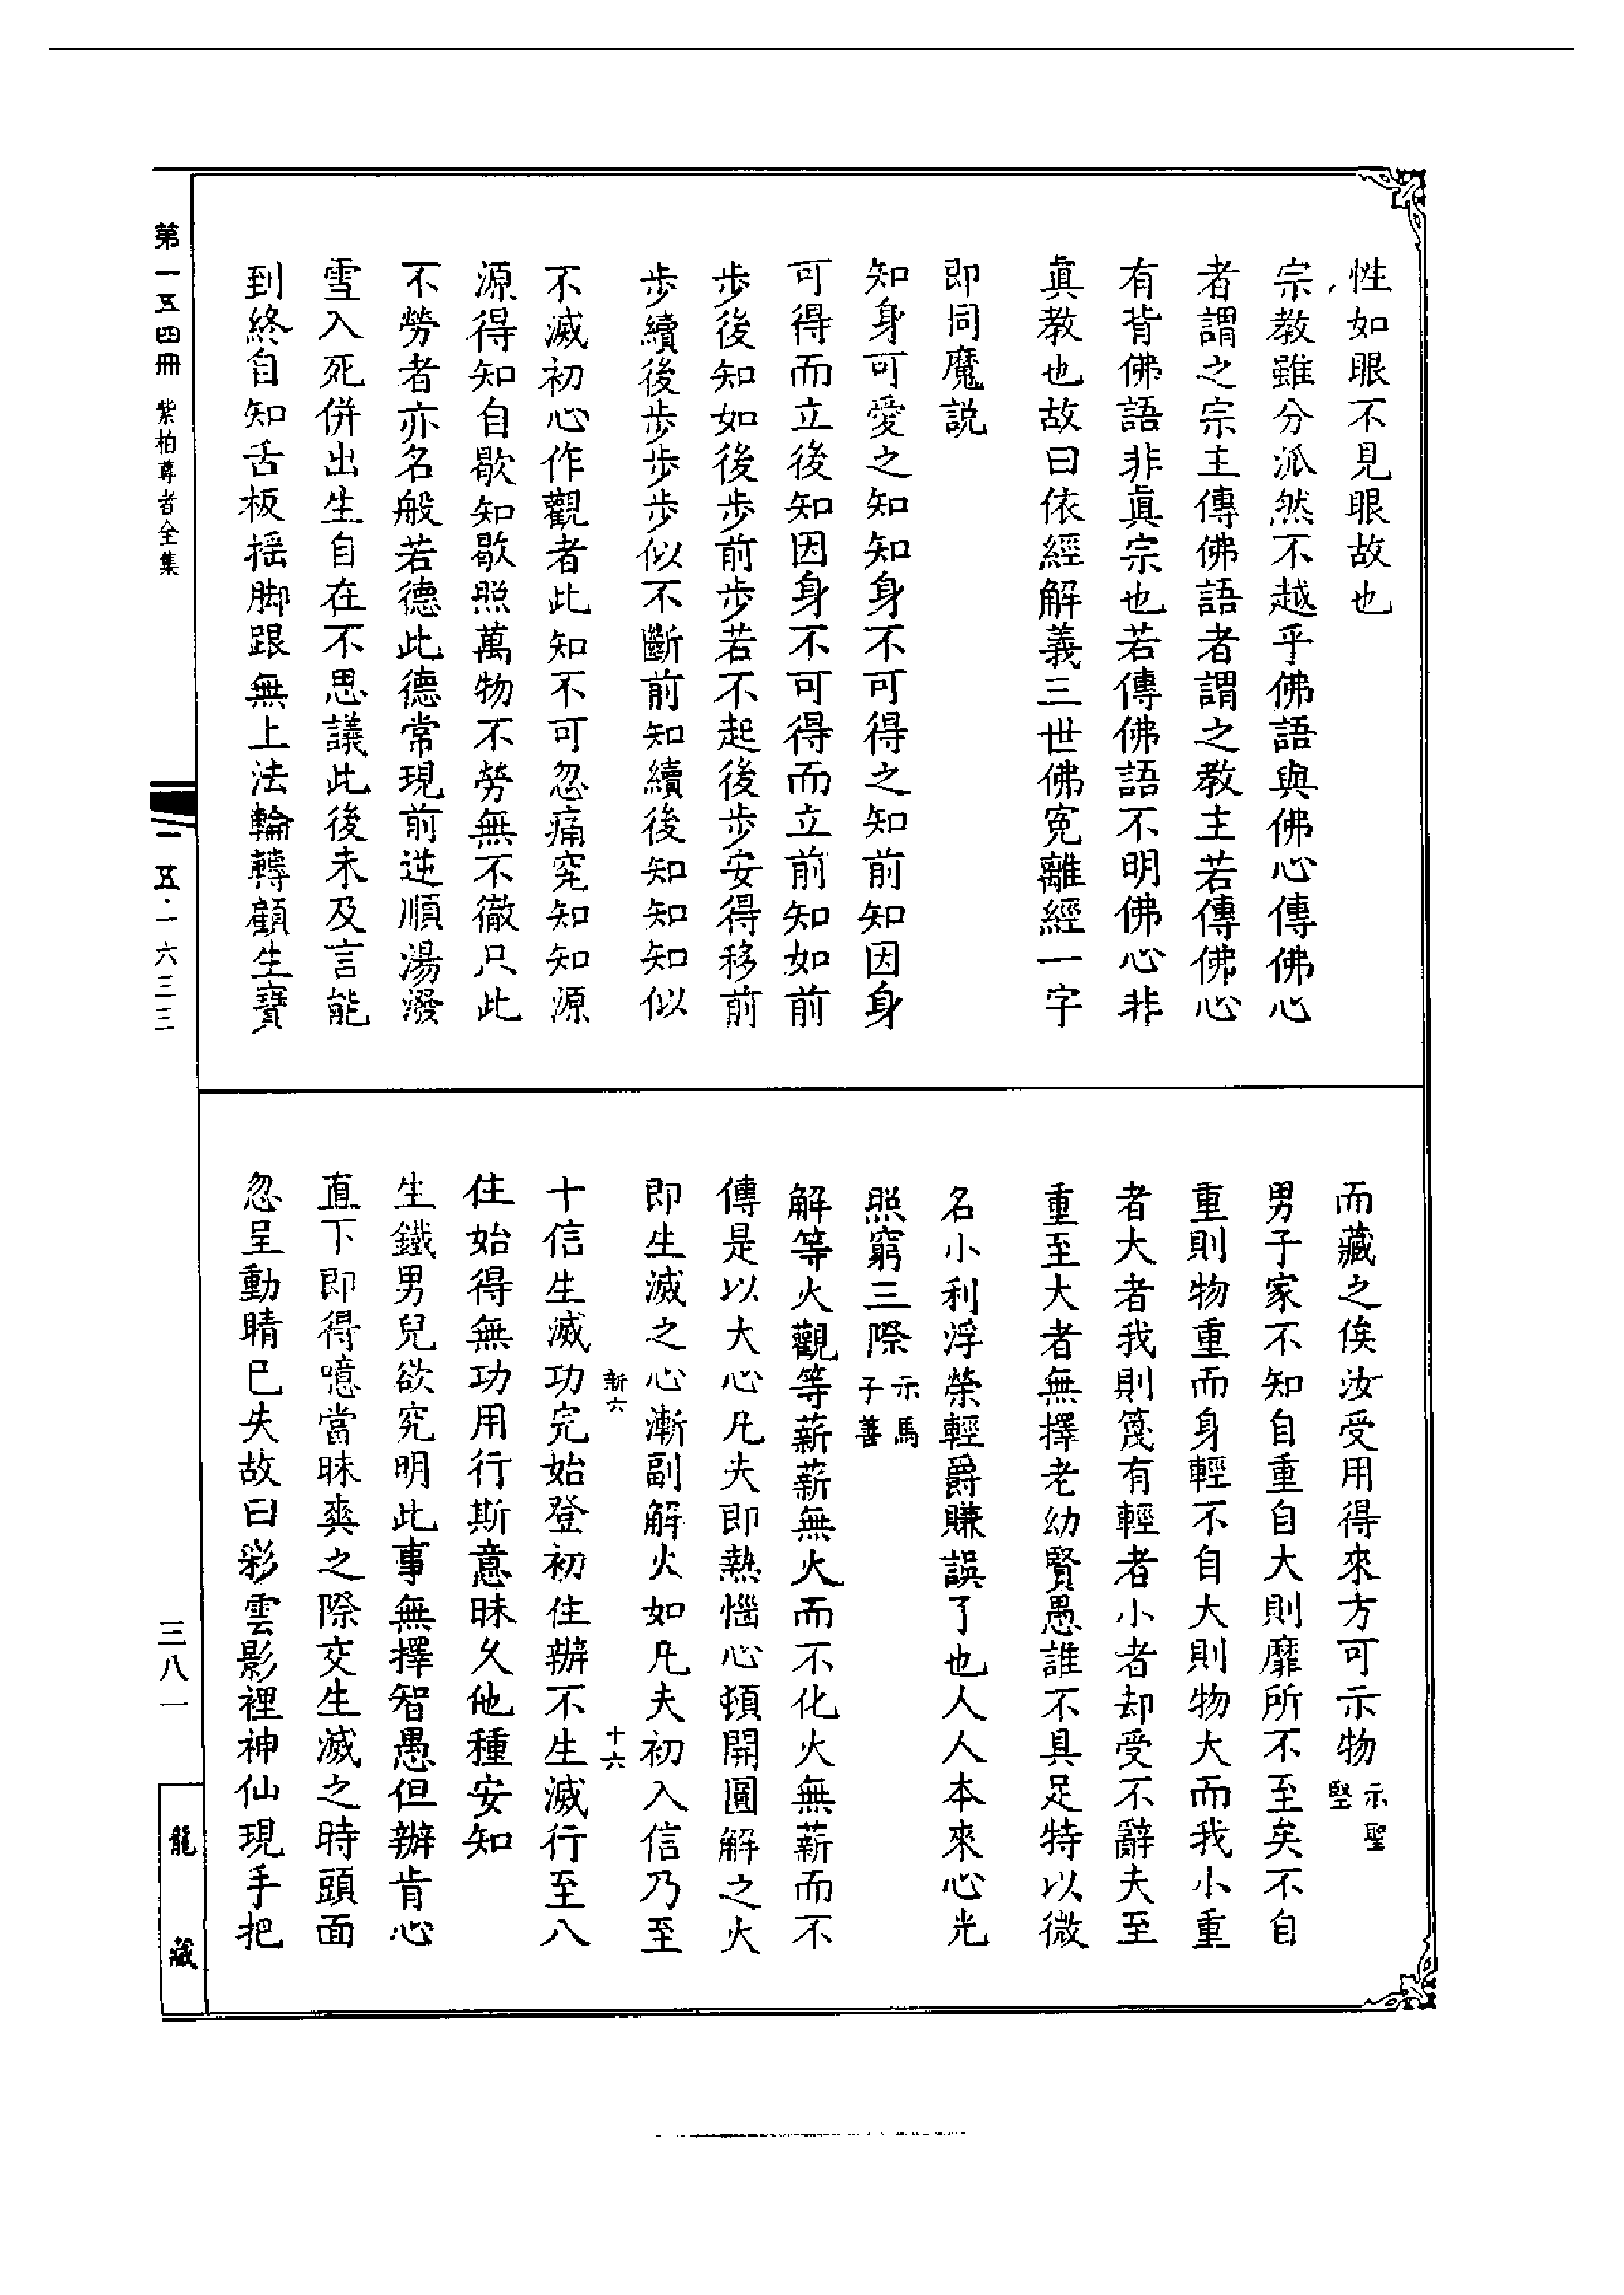 性如眼不見眼故也
宗教雖分派然不越乎佛語與佛心傳佛心
者謂之宗主傳佛語者謂之教主若傳佛心
有背佛語非眞宗也若傳佛語不明佛心非
眞教也故曰依經解義三世佛寃離經一字
即同魔説
知身可愛之知知身不可得之知前知因身
可得而立後知因身不可得而立前知如前
步後知如後步前步若不起後步安得移前
步續後步步步似不斷前知續後知知知似
不滅初心作觀者此知不可忽痛究知知源
源得知自歇知歇照萬物不勞無不徹只此
不勞者亦名般若德此德常現前逆順湯潑
雪入死併出生自在不思議此後未及言能
到終自知舌板摇脚跟無上法輪轉顧生寶
而藏之俟汝受用得來方可示物示聖
堅
男子家不知自重自大則靡所不至矣不自
重則物重而身輕不自大則物大而我小重
者大者我則篾有輕者小者却受不辭夫至
重至大者無擇老幼賢愚誰不具足特以微
名小利浮榮輕爵賺誤了也人人本來心光
照窮三際示馬
子善
解等火觀等薪薪無火而不化火無薪而不
傳是以大心凡夫即熱惱心頓開圓解之火
即生滅之心漸副解火如凡夫初入信乃至
新六
十六
十信生滅功完始登初住辦不生滅行至八
住始得無功用行斯意昧久他種安知
生鐵男兒欲究明此事無擇智愚但辦肯心
直下即得噫當昧爽之際交生滅之時頭面
忽呈動睛已失故曰彩雲影裡神仙現手把
第一五四冊
紫柏尊者全集
五·一六三三
三八一
龍藏